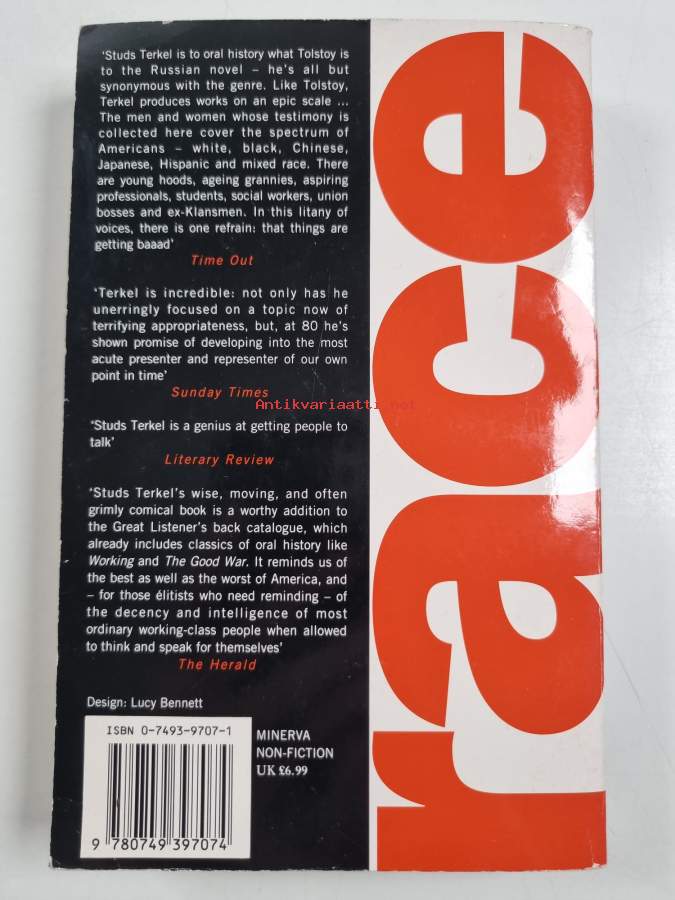 ‘Studs Terkel is to oral history what Tolstoy is
to the Russian novel – he's all but
synonymous with the genre. Like Tolstoy,
Terkel produces works on an epic scale ...
The men and women whose testimony is
collected here cover the spectrum of
Americans – white, black, Chinese,
Japanese, Hispanic and mixed race. There
are young hoods, ageing grannies, aspiring
professionals, students, social workers, union
bosses and ex-Klansmen. In this litany of
voices, there is one refrain: that things are
getting baaad’
Time Out
‘Terkel is incredible: not only has he
unerringly focused on a topic now of
terrifying appropriateness, but, at 80 he's
shown promise of developing into the most
acute presenter and representer of our own
point in time’
Sunday Times
‘Studs Terkel is a genius at getting people to
talk’
Literary Review
‘Studs Terkel's wise, moving, and often
grimly comical book is a worthy addition to
the Great Listener's back catalogue, which
already includes classics of oral history like
Working and The Good War. It reminds us of
the best as well as the worst of America, and
– for those élitists who need reminding – of
the decency and intelligence of most
ordinary working-class people when allowed
to think and speak for themselves’
The Herald
Design: Lucy Bennett
ISBN 0-7493-9707-1
9 780749 397074
MINERVA
NON-FICTION
UK £6.99
race
Antikvariaatti.net